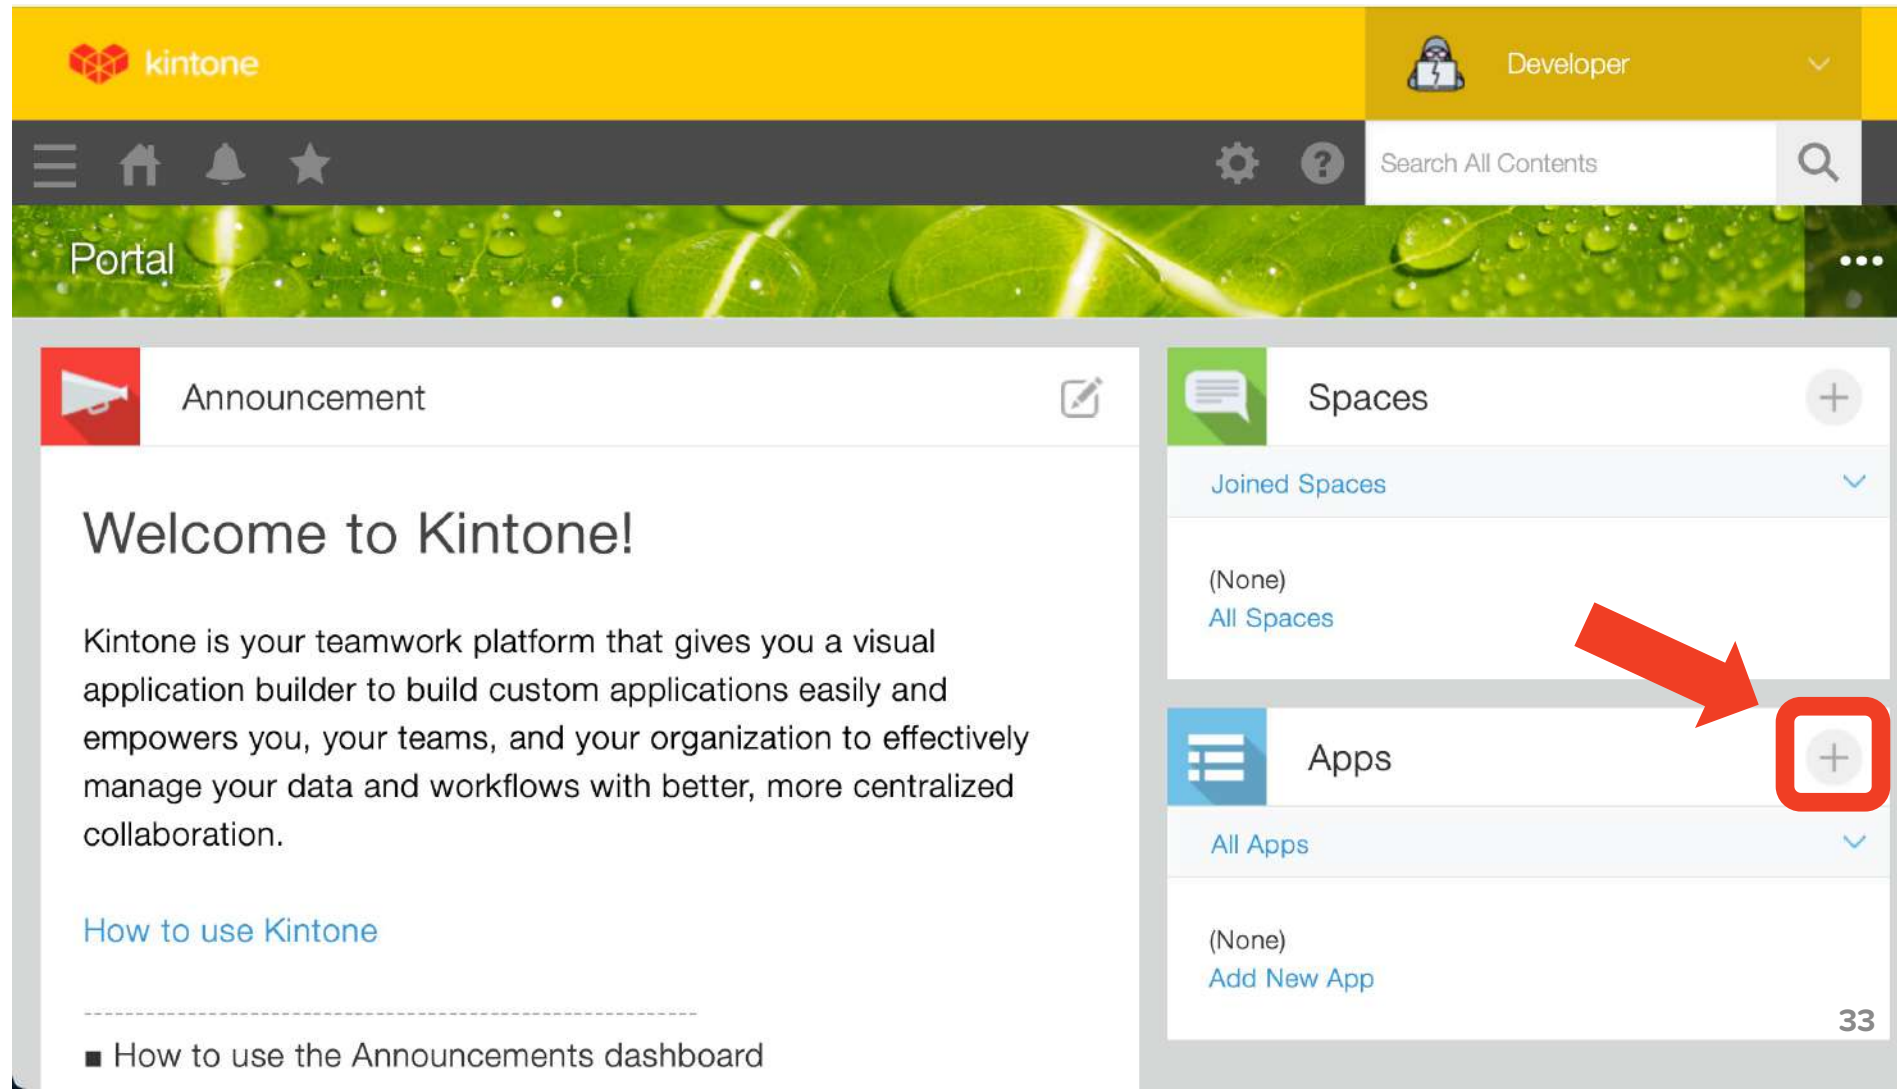 kintone
Developer
Search All Contents
Portal
Announcement
Welcome to Kintone!
Kintone is your teamwork platform that gives you a visual
application builder to build custom applications easily and
empowers you, your teams, and your organization to effectively
manage your data and workflows with better, more centralized
collaboration.
How to use Kintone
------------------------------------------------------------
■ How to use the Announcements dashboard
Spaces
Joined Spaces
(None)
All Spaces
Apps
All Apps
(None)
Add New App
33